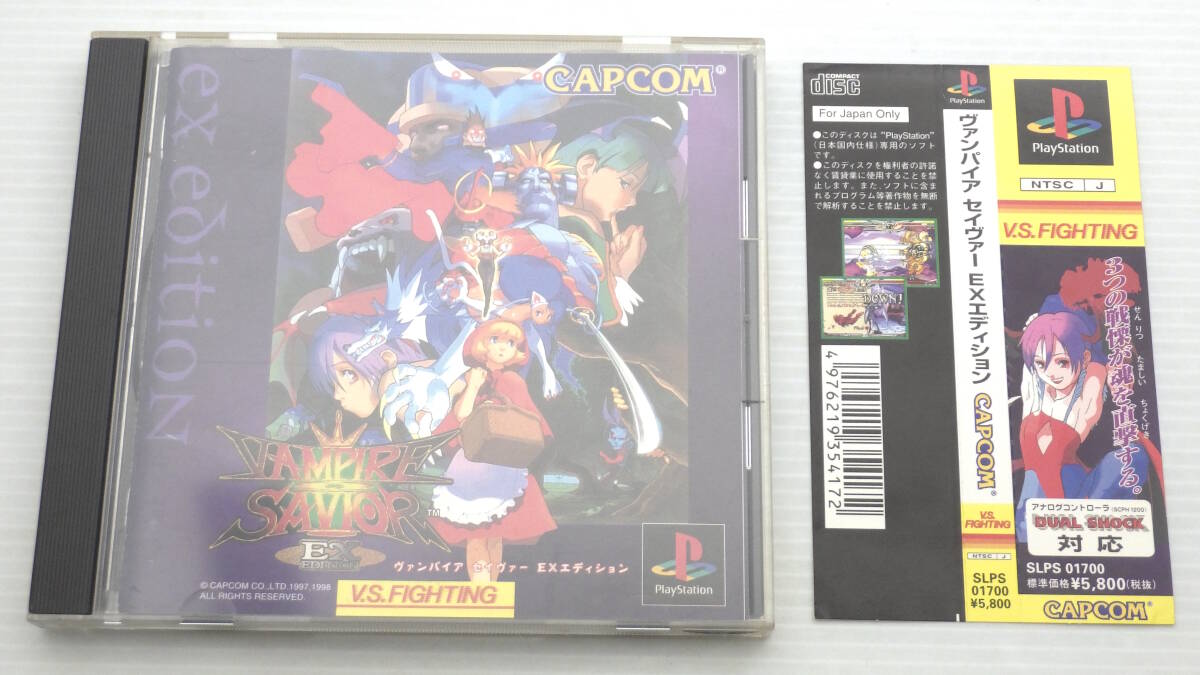 ex edition
CAPCOM®
VAMPIRE
SAVIOR™
EX
EDITION
ヴァンパイア セイヴァー EXエディション
© CAPCOM CO.,LTD.1997,1998
ALL RIGHTS RESERVED.
V.S.FIGHTING
PlayStation
COMPACT
disc
For Japan Only
●このディスクは "PlayStation"
(日本国内仕様)専用のソフト
です。
●このディスクを権利者の許諾
なく賃貸業に使用することを禁
止します。また、ソフトに含ま
れるプログラム等著作物を無断
で解析することを禁止します。
DOWN!
4976219354172
PlayStation
ヴァンパイア セイヴァー EXエディション
CAPCOM®
V.S.
FIGHTING
NTSC J
SLPS
01700
¥5,800
PlayStation
NTSC J
V.S.FIGHTING
3つの戦慄が魂を直撃する。
せんりつ たましい ちょくげき
アナログコントローラ(SCPH 1200)
DUAL SHOCK
対応
SLPS 01700
標準価格¥5,800(税抜)
CAPCOM®